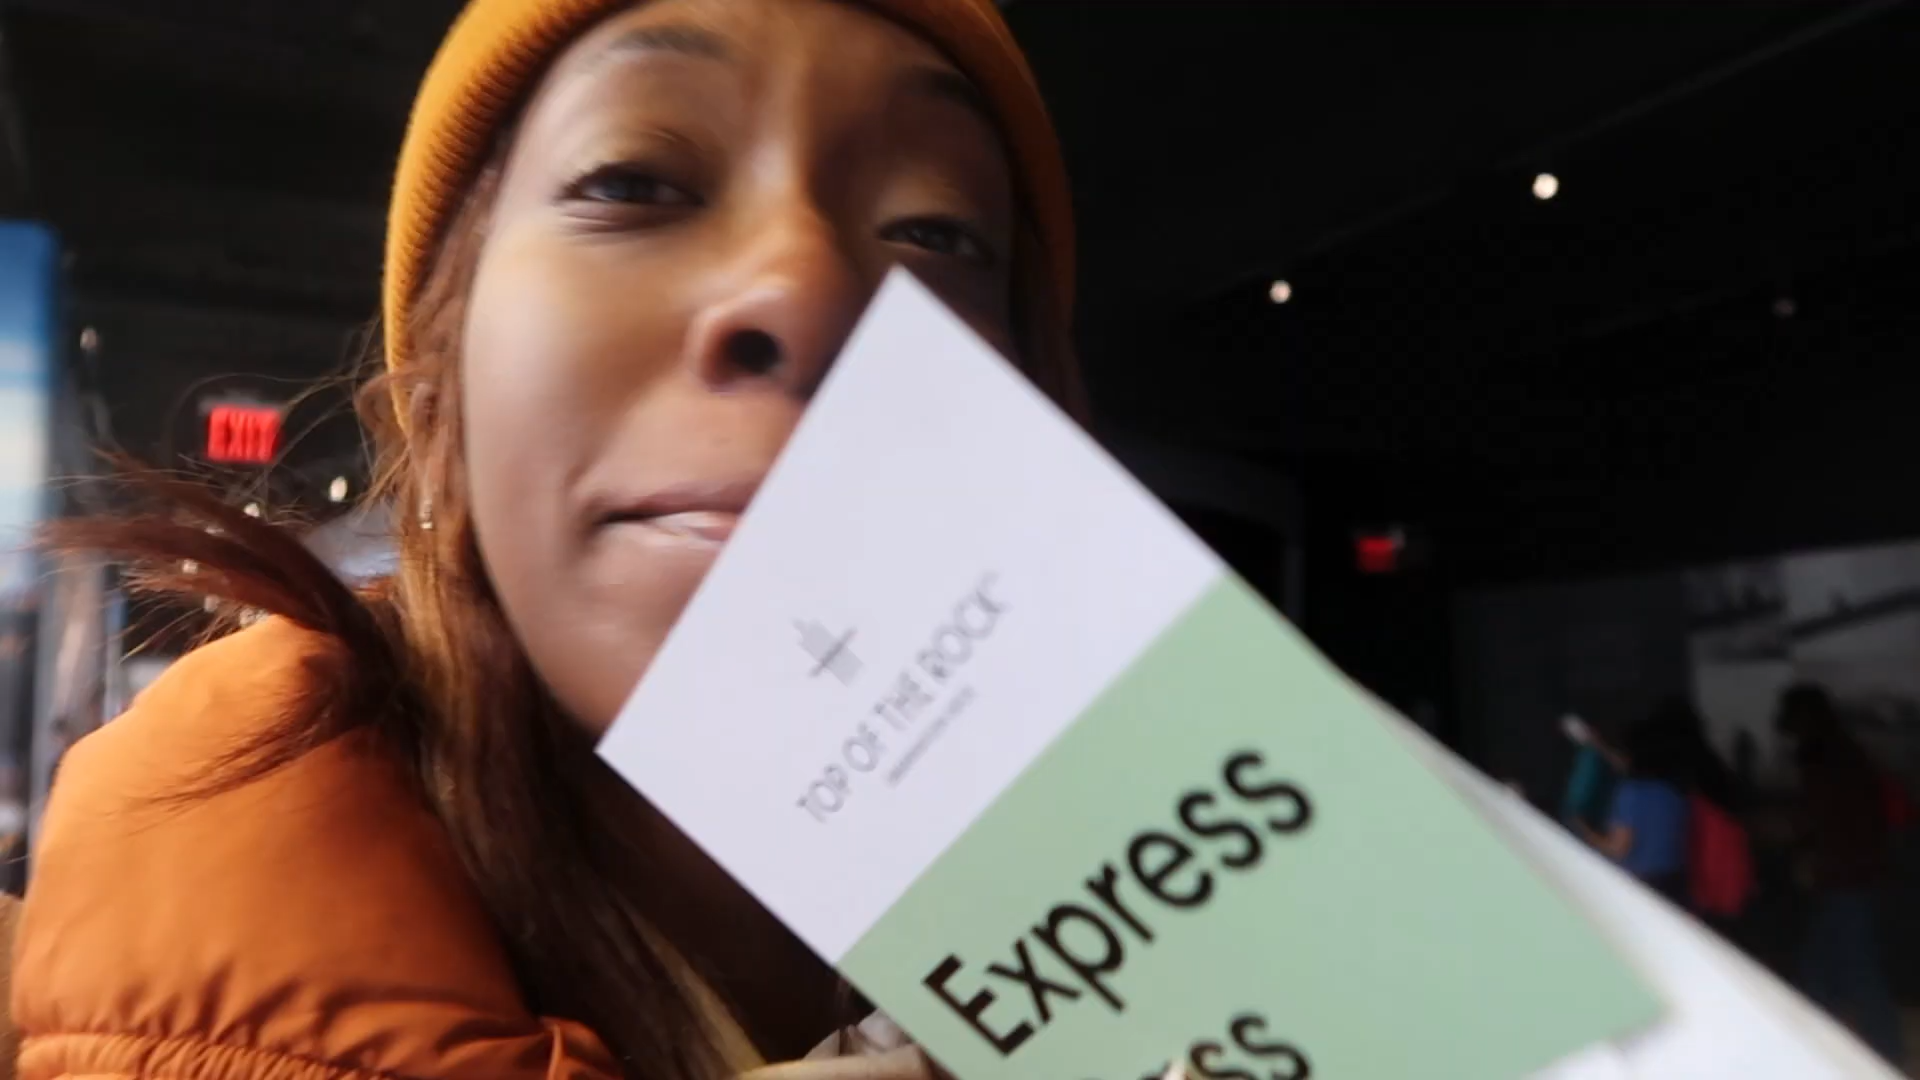 EXIT
TOP OF THE ROCK
Express